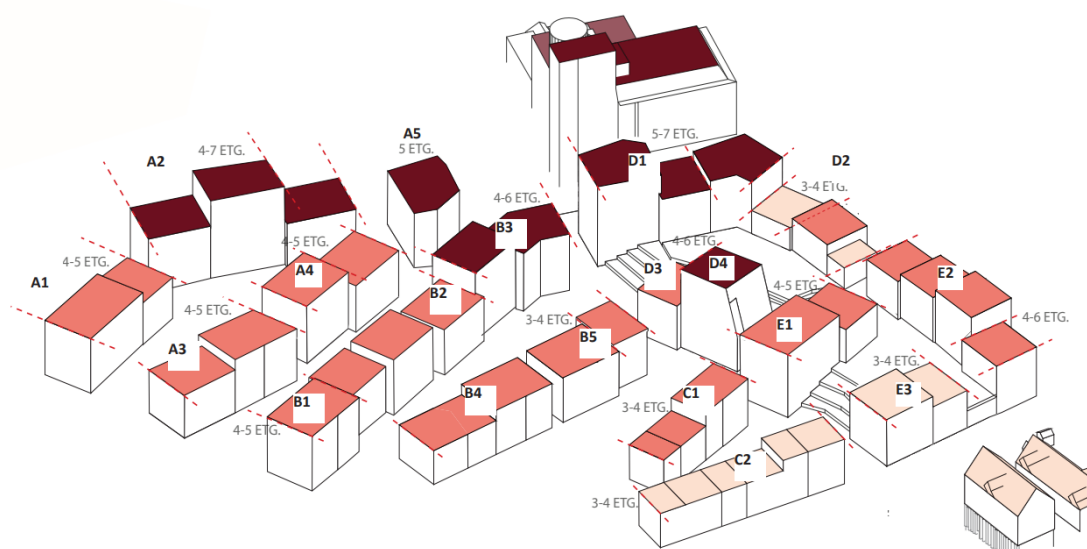 A5
5 ETG.
5-7 ETG.
A2
4-7 ETG.
D1
D2
3-4 ETG.
4-6 ETG.
B3
4-6 ETG.
4-5 ETG.
A1
4-5 ETG.
A4
D3
D4
E2
B2
4-5 ETG.
4-5 ETG.
3-4 ETG.
E1
4-6 ETG.
B5
A3
3-4 ETG.
E3
B4
C1
B1
3-4 ETG.
4-5 ETG.
C2
3-4 ETG.